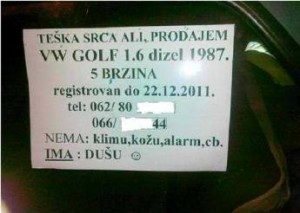 TEŠKA SRCA ALI, PRODAJEM
VW GOLF 1.6 dizel 1987.
5 BRZINA
registrovan do 22.12.2011.
tel: 062/ 80
066/ 44
NEMA: klimu,kožu,alarm,cb.
IMA : DUŠU ☺